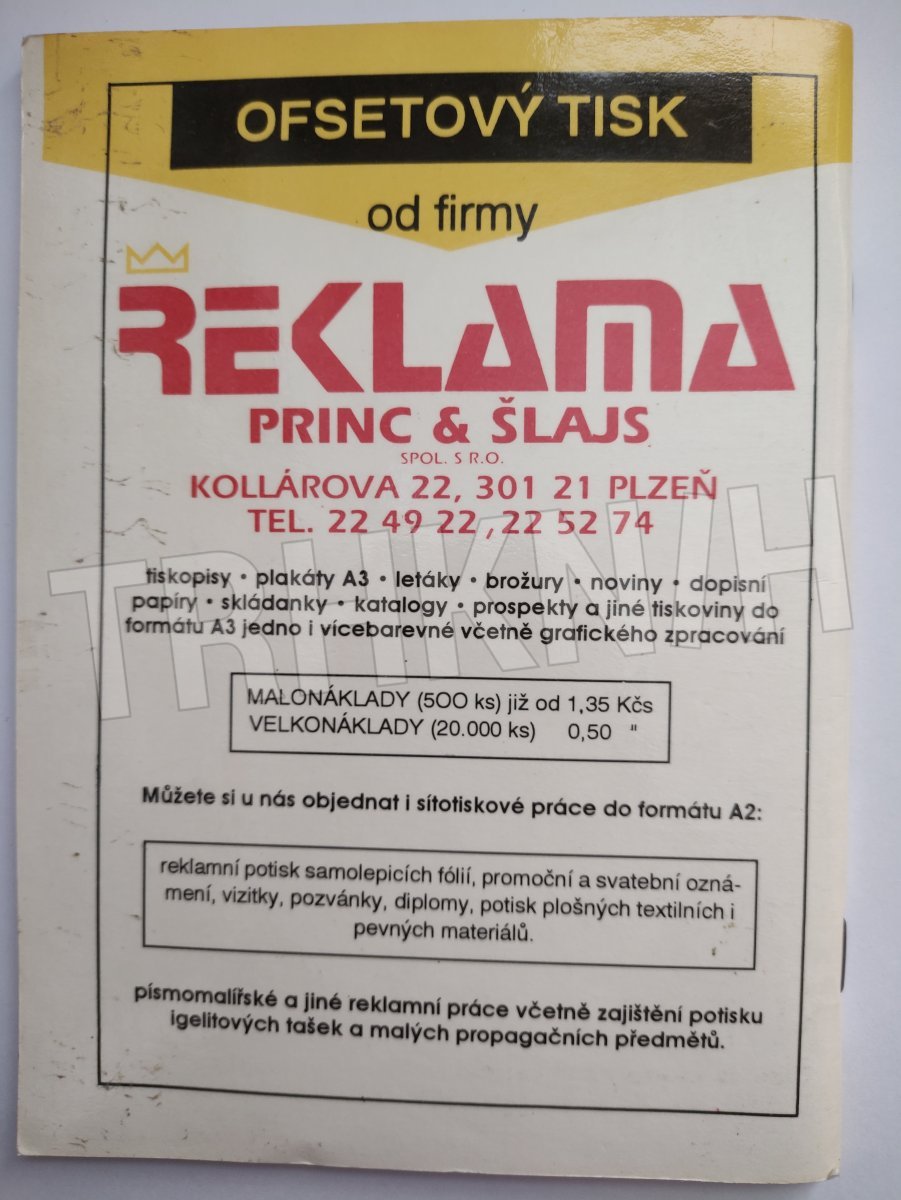 OFSETOVÝ TISK
od firmy
REKLAMA
PRINC & ŠLAJS
SPOL. S R.O.
KOLLÁROVA 22, 301 21 PLZEŇ
TEL. 22 49 22, 22 52 74
tiskopisy • plakáty A3 • letáky • brožury • noviny • dopisní
papíry • skládanky • katalogy • prospekty a jiné tiskoviny do
formátu A3 jedno i vícebarevné včetně grafického zpracování
MALONÁKLADY (500 ks) již od 1,35 Kčs
VELKONÁKLADY (20.000 ks) 0,50 "
Můžete si u nás objednat i sítotiskové práce do formátu A2:
reklamní potisk samolepicích fólií, promoční a svatební ozná-
mení, vizitky, pozvánky, diplomy, potisk plošných textilních i
pevných materiálů.
písmomalířské a jiné reklamní práce včetně zajištění potisku
igelitových tašek a malých propagačních předmětů.
TRHKNIH